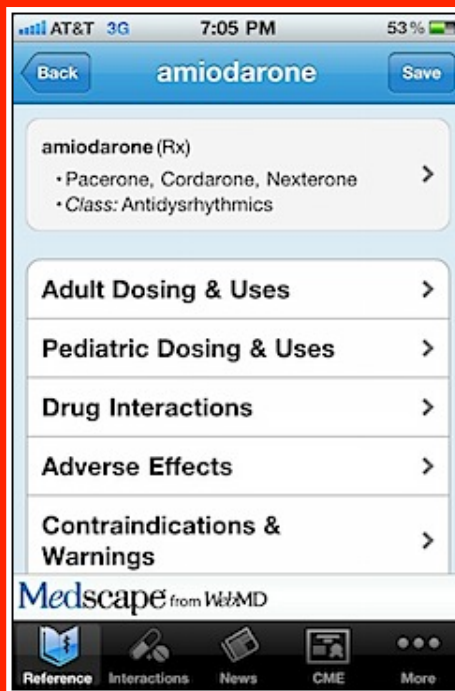 AT&T 3G 7:05 PM 53%
Back amiodarone Save
amiodarone (Rx)
• Pacerone, Cordarone, Nexterone
• Class: Antidysrhythmics
Adult Dosing & Uses
Pediatric Dosing & Uses
Drug Interactions
Adverse Effects
Contraindications &
Warnings
Medscape from WebMD
Reference Interactions News CME More